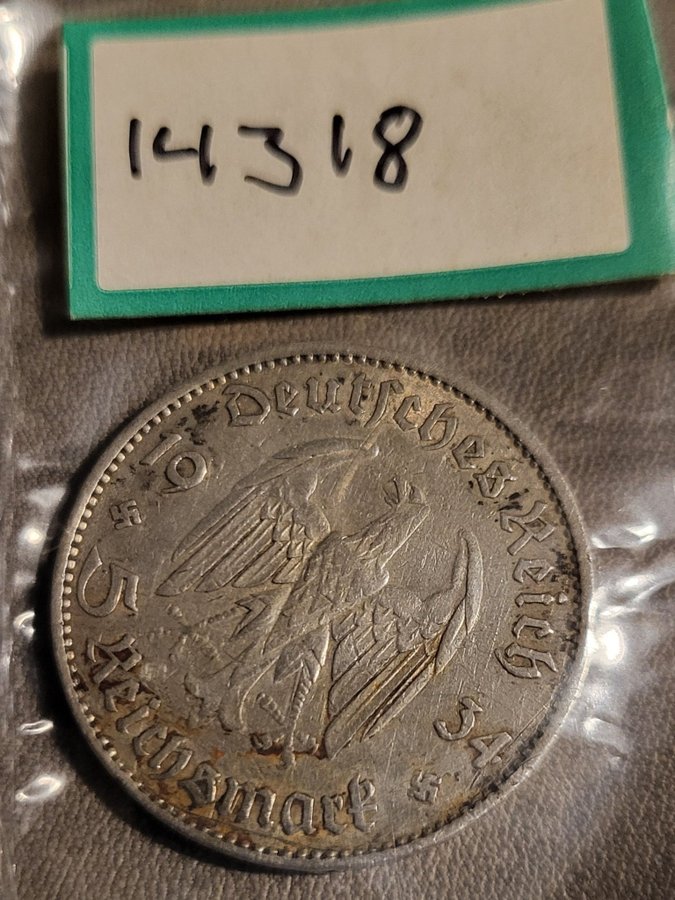 14318
Deutsches Reich
19 34
5 Reichsmark